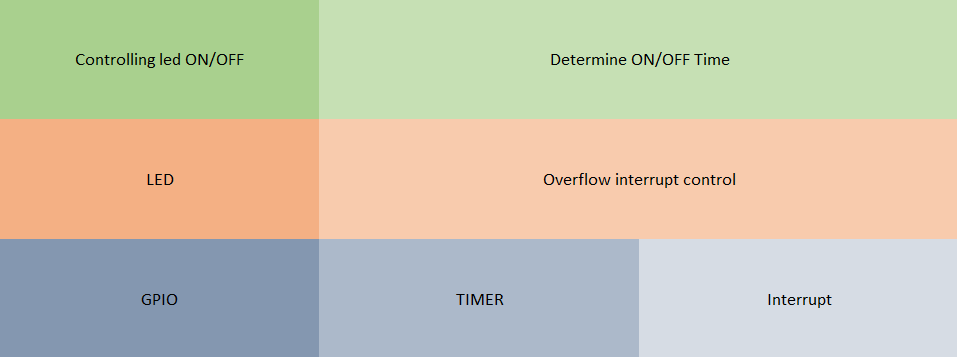 Controlling led ON/OFF
Determine ON/OFF Time
LED
Overflow interrupt control
GPIO
TIMER
Interrupt